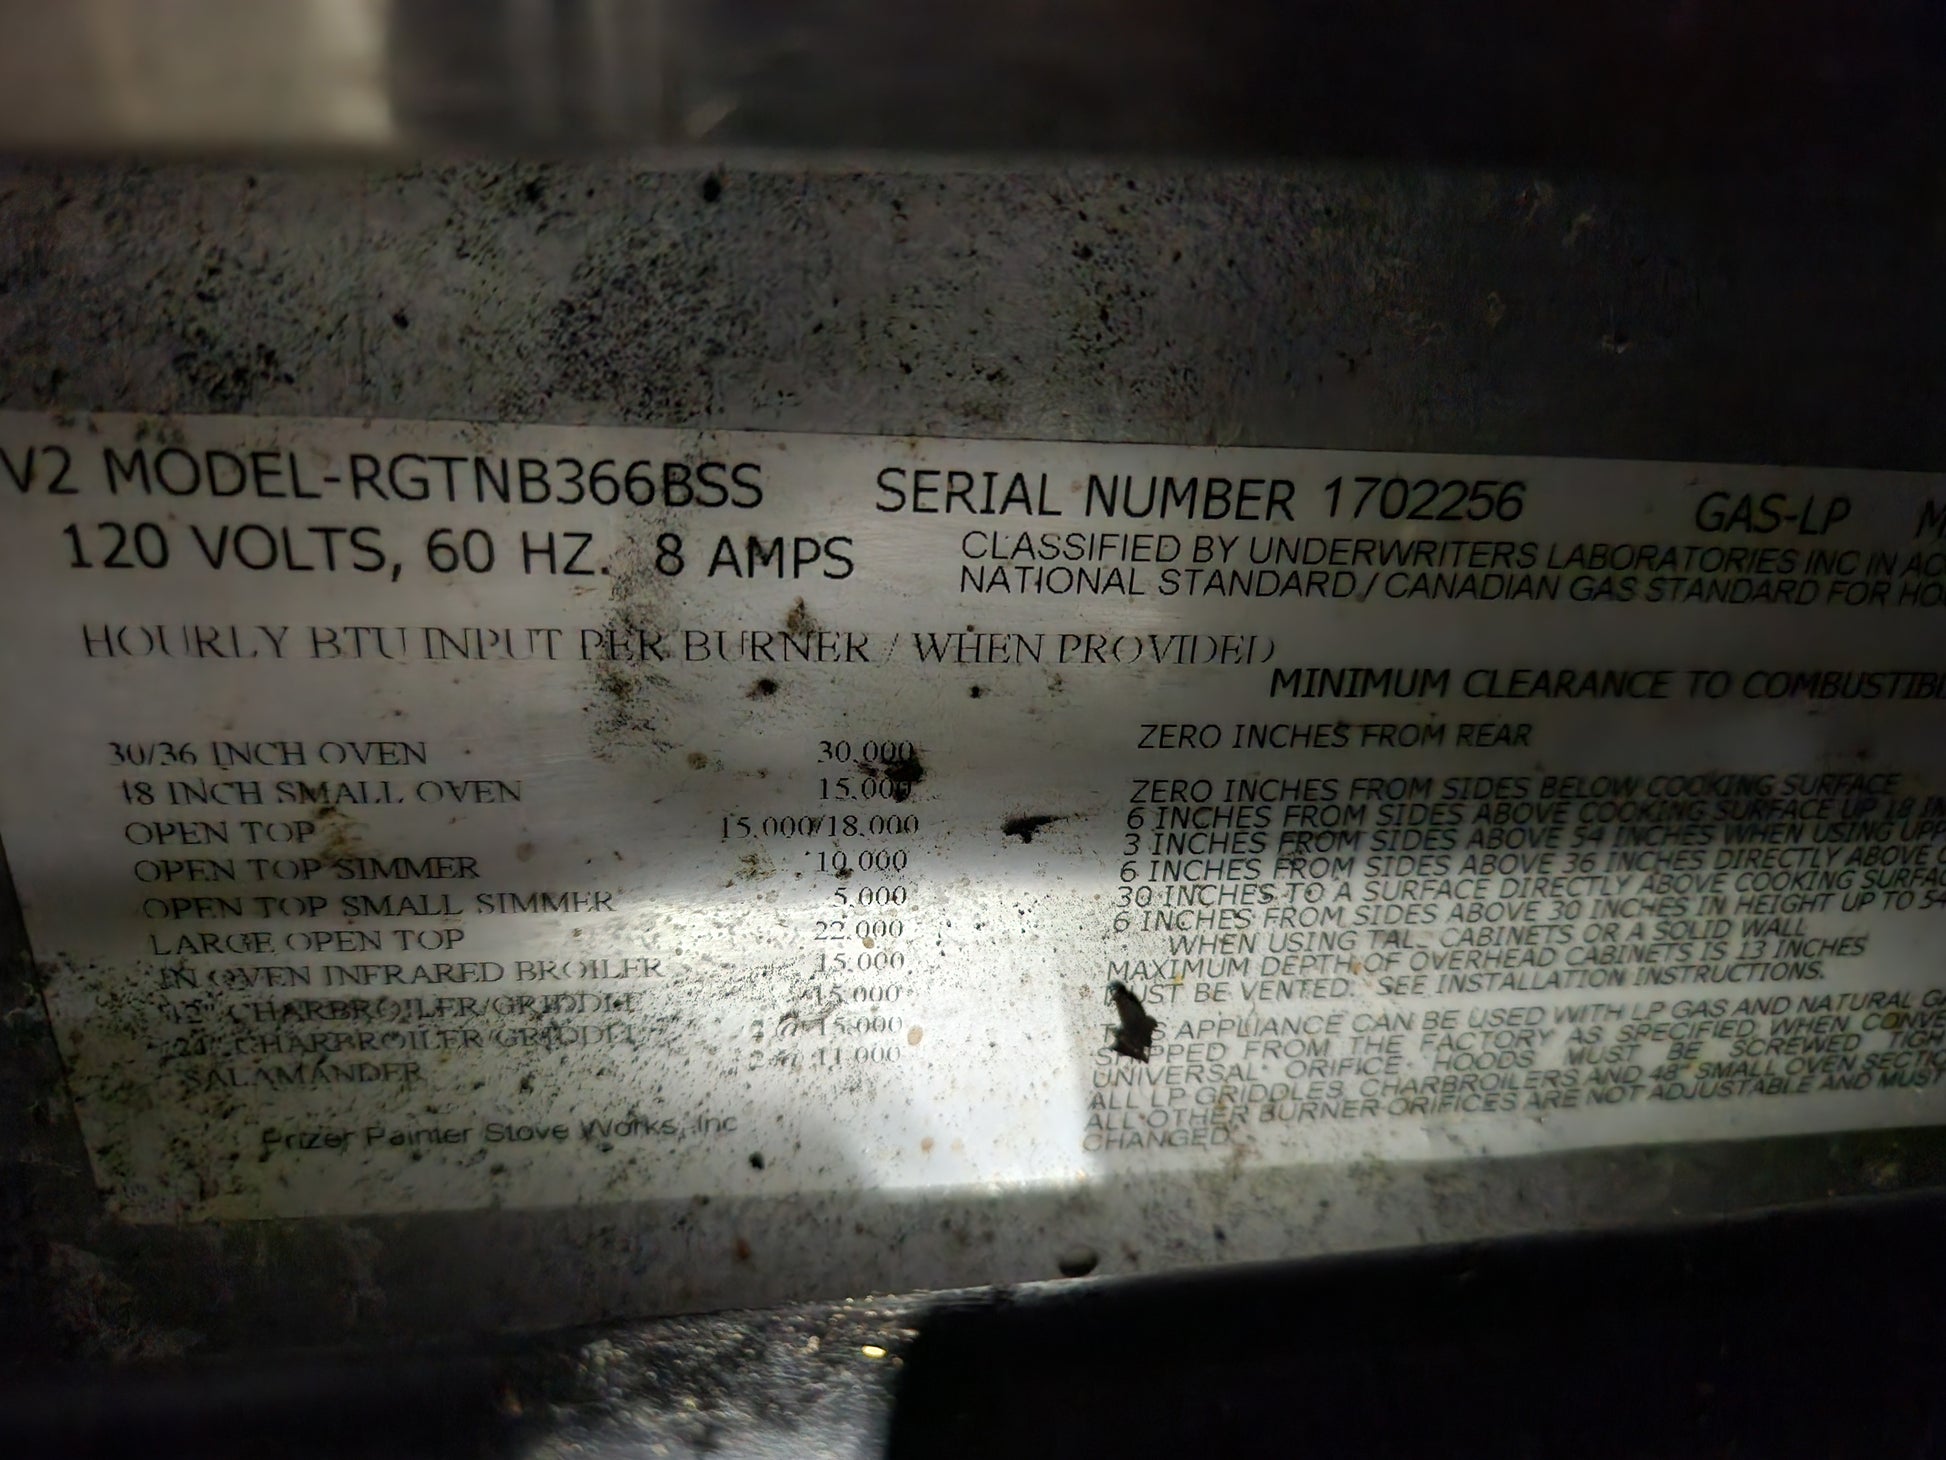 V2 MODEL-RGTNB366BSS SERIAL NUMBER 1702256 GAS-LP
120 VOLTS, 60 HZ. 8 AMPS
CLASSIFIED BY UNDERWRITERS LABORATORIES INC IN
NATIONAL STANDARD / CANADIAN GAS STANDARD FOR
HOURLY BTU INPUT PER BURNER / WHEN PROVIDED
30/36 INCH OVEN 30,000
18 INCH SMALL OVEN 15,000
OPEN TOP 15,000/18,000
OPEN TOP SIMMER 10,000
OPEN TOP SMALL SIMMER 5,000
LARGE OPEN TOP 22,000
IN OVEN INFRARED BROILER 15,000
12" CHARBROILER/GRIDDLE 15,000
CHARBROILER/GRIDDLE 15,000
SALAMANDER 11,000
Prizer Painter Stove Works, Inc
MINIMUM CLEARANCE TO
ZERO INCHES FROM REAR
ZERO INCHES FROM SIDES BELOW COOKING SURFACE
6 INCHES FROM SIDES ABOVE COOKING SURFACE UP 18
3 INCHES FROM SIDES ABOVE 54 INCHES WHEN USING
6 INCHES FROM SIDES ABOVE 36 INCHES DIRECTLY ABOVE
30 INCHES TO A SURFACE DIRECTLY ABOVE COOKING
6 INCHES FROM SIDES ABOVE 30 INCHES IN HEIGHT UP TO 54
WHEN USING TALL CABINETS OR A SOLID WALL
MAXIMUM DEPTH OF OVERHEAD CABINETS IS 13 INCHES
MUST BE VENTED. SEE INSTALLATION INSTRUCTIONS.
THIS APPLIANCE CAN BE USED WITH LP GAS AND NATURAL
SHIPPED FROM THE FACTORY AS SPECIFIED. WHEN
UNIVERSAL ORIFICE HOODS MUST BE SCREWED
ALL LP GRIDDLES, CHARBROILERS AND 48" SMALL OVEN
ALL OTHER BURNER ORIFICES ARE NOT ADJUSTABLE AND MUST
CHANGED